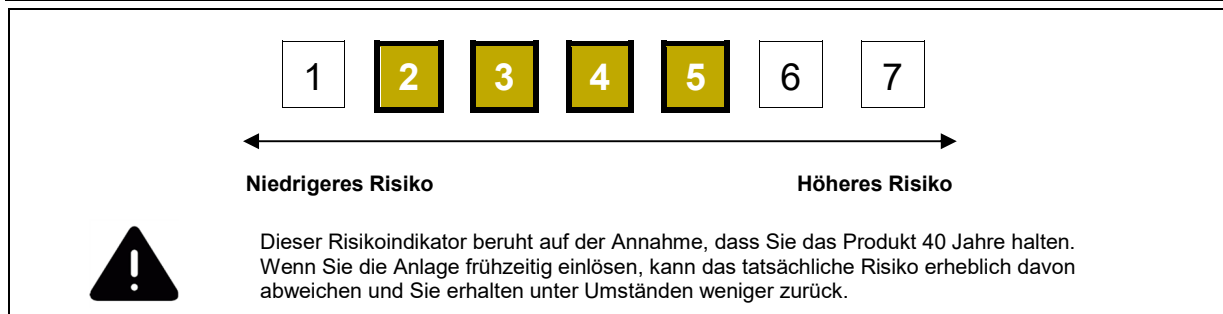 1 2 3 4 5 6 7
Niedrigeres Risiko Höheres Risiko
Dieser Risikoindikator beruht auf der Annahme, dass Sie das Produkt 40 Jahre halten.
Wenn Sie die Anlage frühzeitig einlösen, kann das tatsächliche Risiko erheblich davon
abweichen und Sie erhalten unter Umständen weniger zurück.